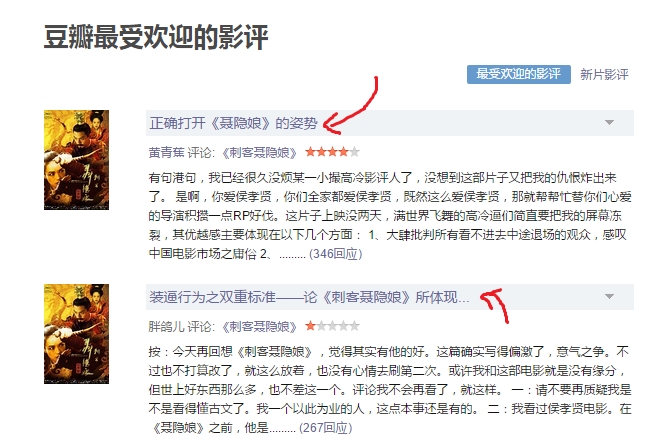 豆瓣最受欢迎的影评
最受欢迎的影评 新片影评
正确打开《聂隐娘》的姿势
黄青蕉 评论: 《刺客聂隐娘》
有句港句，我已经很久没烦某一小撮高冷影评人了，没想到这部片子又把我的仇恨炸出来
了。 是啊，你爱侯孝贤，你们全家都爱侯孝贤，既然这么爱侯孝贤，那就帮帮忙替你们心爱
的导演积攒一点RP好伐。这片子上映没两天，满世界飞舞的高冷逼们简直要把我的屏幕冻
裂，其优越感主要体现在以下几个方面： 1、大肆批判所有看不进去中途退场的观众，感叹
中国电影市场之庸俗 2、......... (346回应)
装逼行为之双重标准——论《刺客聂隐娘》所体现...
胖鸽儿 评论: 《刺客聂隐娘》
按：今天再回想《刺客聂隐娘》，觉得其实有他的好。这篇确实写得偏激了，意气之争。不
过也不打算改了，就这么放着，也没有心情去刷第二次。或许我和这部电影就是没有缘分，
但世上好东西那么多，也不差这一个。评论我不会再看了，就这样。 一：请不要再质疑我是
不是看得懂古文了。我一个以此为业的人，这点本事还是有的。 二：我看过侯孝贤电影。在
《聂隐娘》之前，他是......... (267回应)